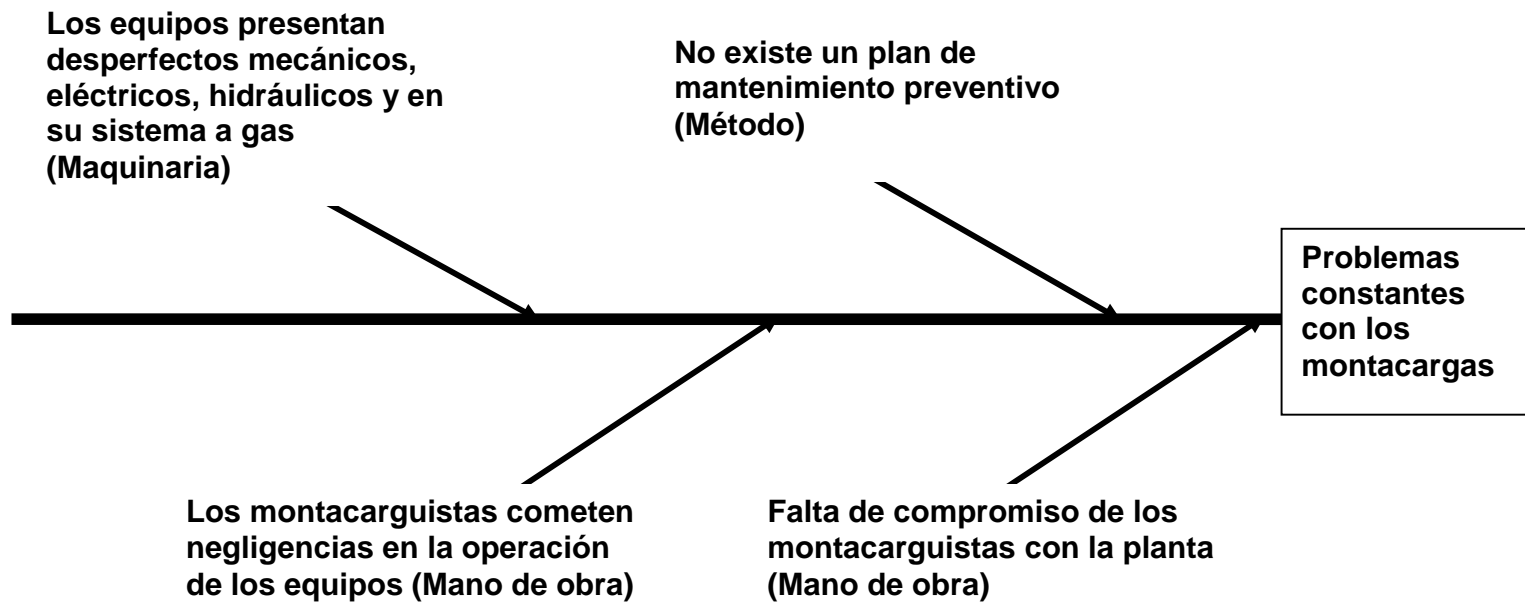 Los equipos presentan
desperfectos mecánicos,
eléctricos, hidráulicos y en
su sistema a gas
(Maquinaria)
No existe un plan de
mantenimiento preventivo
(Método)
Problemas
constantes
con los
montacargas
Los montacarguistas cometen
negligencias en la operación
de los equipos (Mano de obra)
Falta de compromiso de los
montacarguistas con la planta
(Mano de obra)